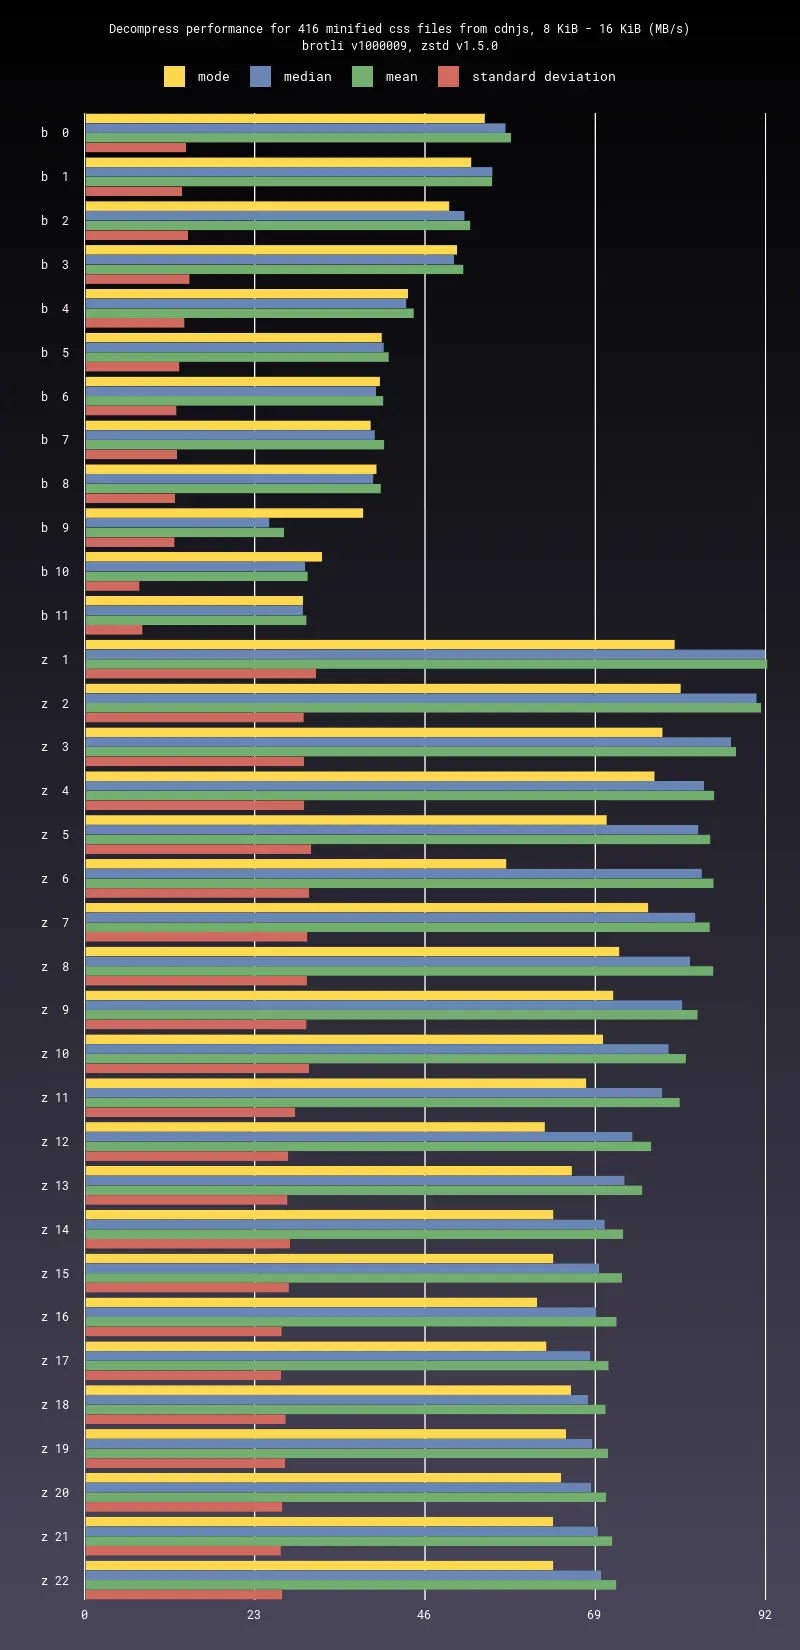 Decompress performance for 416 minified css files from cdnjs, 8 KiB - 16 KiB (MB/s)
brotli v1000009, zstd v1.5.0
mode median mean standard deviation
b 0
b 1
b 2
b 3
b 4
b 5
b 6
b 7
b 8
b 9
b 10
b 11
z 1
z 2
z 3
z 4
z 5
z 6
z 7
z 8
z 9
z 10
z 11
z 12
z 13
z 14
z 15
z 16
z 17
z 18
z 19
z 20
z 21
z 22
0 23 46 69 92